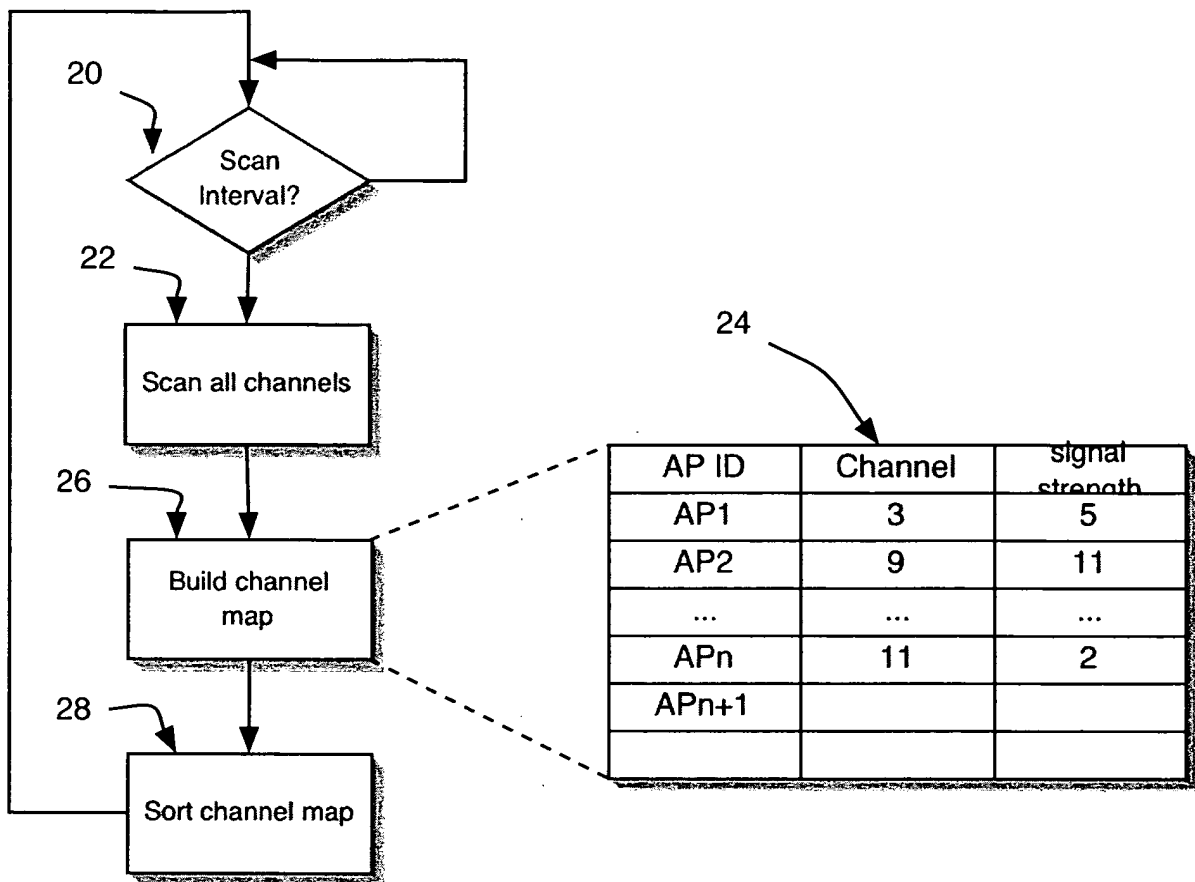 20
Scan
Interval?
22
Scan all channels
26
Build channel
map
28
Sort channel map
24
AP ID Channel signal
strength
AP1 3 5
AP2 9 11
... ... ...
APn 11 2
APn+1